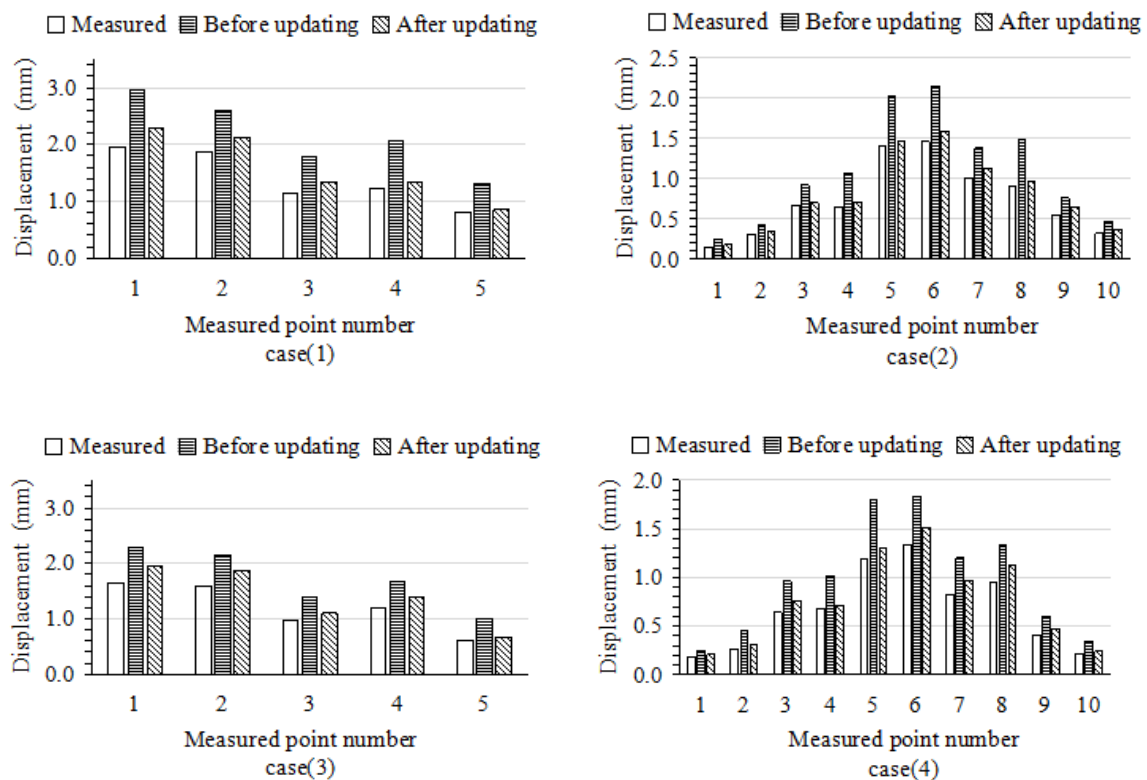 Measured Before updating After updating
Displacement (mm)
3.0
2.0
1.0
0.0
1 2 3 4 5
Measured point number
case(1)
Measured Before updating After updating
Displacement (mm)
2.5
2.0
1.5
1.0
0.5
0.0
1 2 3 4 5 6 7 8 9 10
Measured point number
case(2)
Measured Before updating After updating
Displacement (mm)
3.0
2.0
1.0
0.0
1 2 3 4 5
Measured point number
case(3)
Measured Before updating After updating
Displacement (mm)
2.0
1.5
1.0
0.5
0.0
1 2 3 4 5 6 7 8 9 10
Measured point number
case(4)